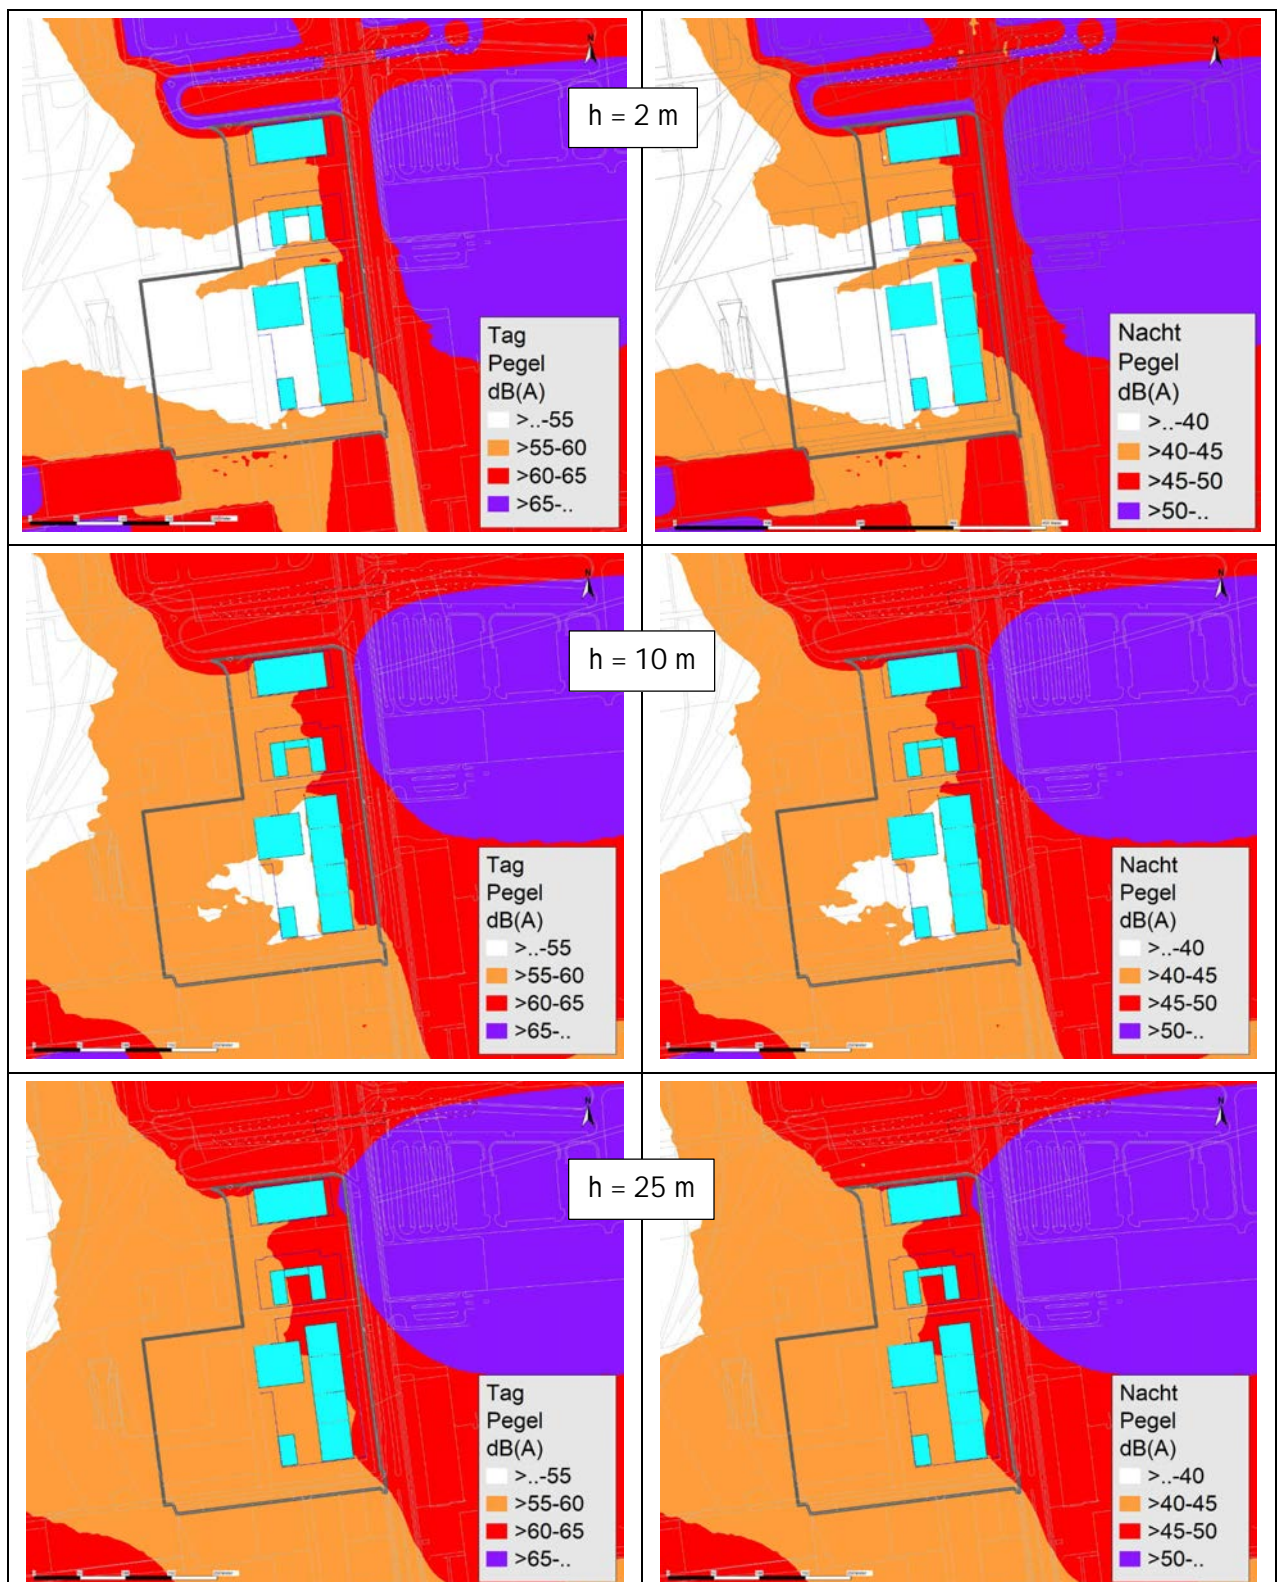 h = 2 m
Tag
Pegel
dB(A)
>..-55
>55-60
>60-65
>65-..
Nacht
Pegel
dB(A)
>..-40
>40-45
>45-50
>50-..
h = 10 m
Tag
Pegel
dB(A)
>..-55
>55-60
>60-65
>65-..
Nacht
Pegel
dB(A)
>..-40
>40-45
>45-50
>50-..
h = 25 m
Tag
Pegel
dB(A)
>..-55
>55-60
>60-65
>65-..
Nacht
Pegel
dB(A)
>..-40
>40-45
>45-50
>50-..